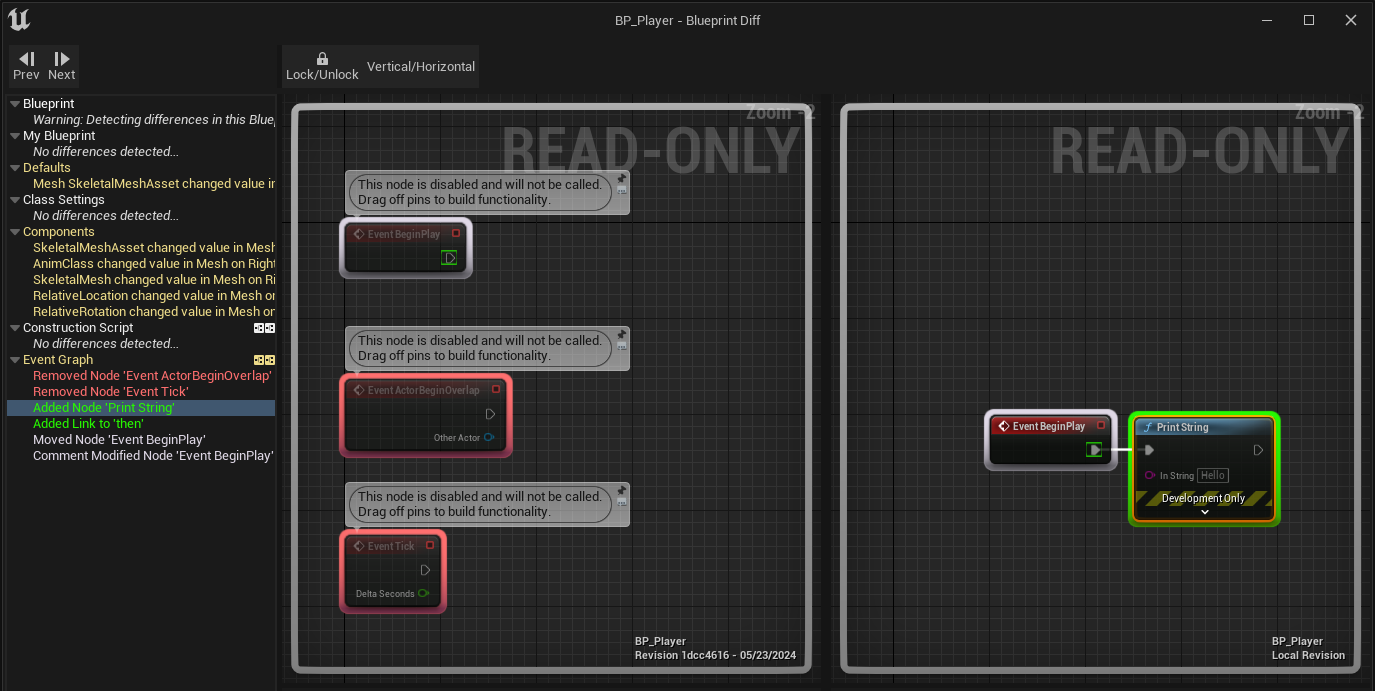 BP_Player - Blueprint Diff
Prev
Next
Lock/Unlock
Vertical/Horizontal
Blueprint
Warning: Detecting differences in this Blue
My Blueprint
No differences detected...
Defaults
Mesh SkeletalMeshAsset changed value in
Class Settings
No differences detected...
Components
SkeletalMeshAsset changed value in Mesh
AnimClass changed value in Mesh on Right
SkeletalMesh changed value in Mesh on Ri
RelativeLocation changed value in Mesh on
RelativeRotation changed value in Mesh on
Construction Script
No differences detected...
Event Graph
Removed Node 'Event ActorBeginOverlap'
Removed Node 'Event Tick'
Added Node 'Print String'
Added Link to 'then'
Moved Node 'Event BeginPlay'
Comment Modified Node 'Event BeginPlay'
Zoom -2
READ-ONLY
This node is disabled and will not be called.
Drag off pins to build functionality.
Event BeginPlay
This node is disabled and will not be called.
Drag off pins to build functionality.
Event ActorBeginOverlap
Other Actor
This node is disabled and will not be called.
Drag off pins to build functionality.
Event Tick
Delta Seconds
BP_Player
Revision 1dcc4616 - 05/23/2024
Zoom -2
READ-ONLY
Event BeginPlay
Print String
In String Hello
Development Only
BP_Player
Local Revision